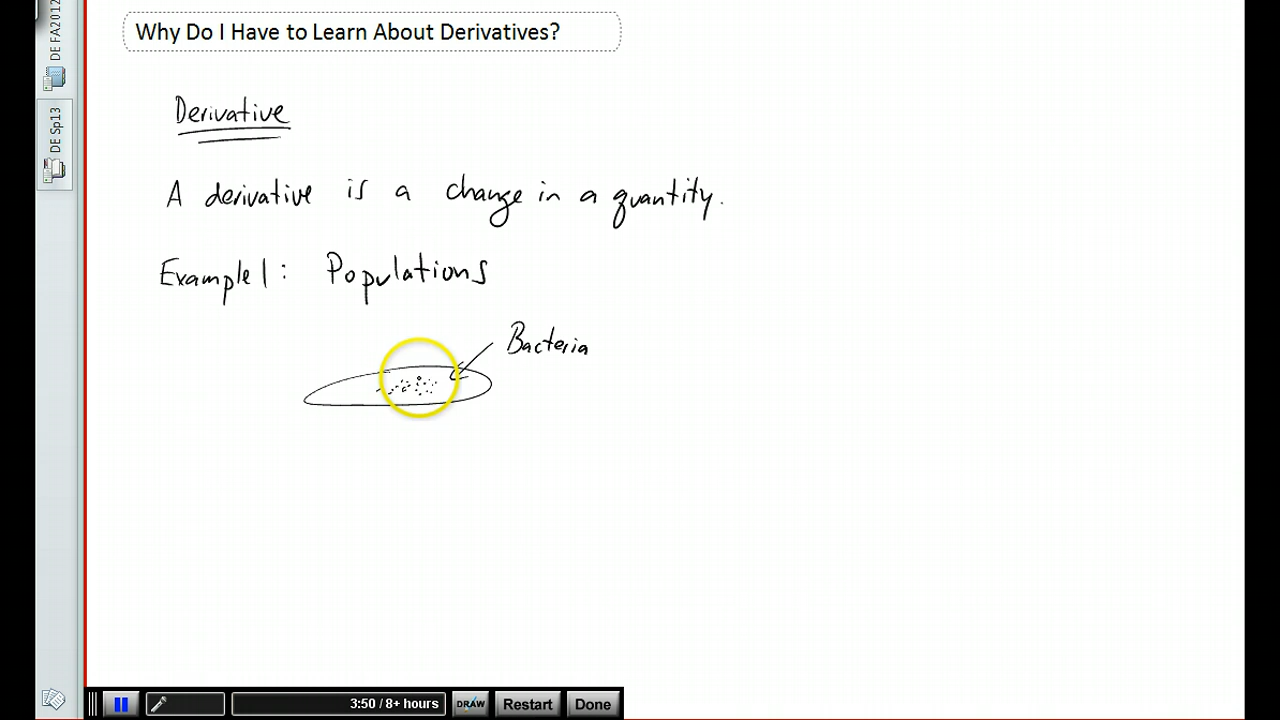 Why Do I Have to Learn About Derivatives?
DE FA2012
DE Sp13
Derivative
A derivative is a change in a quantity.
Example 1: Populations
Bacteria
3:50 / 8+ hours
DRAW
Restart
Done